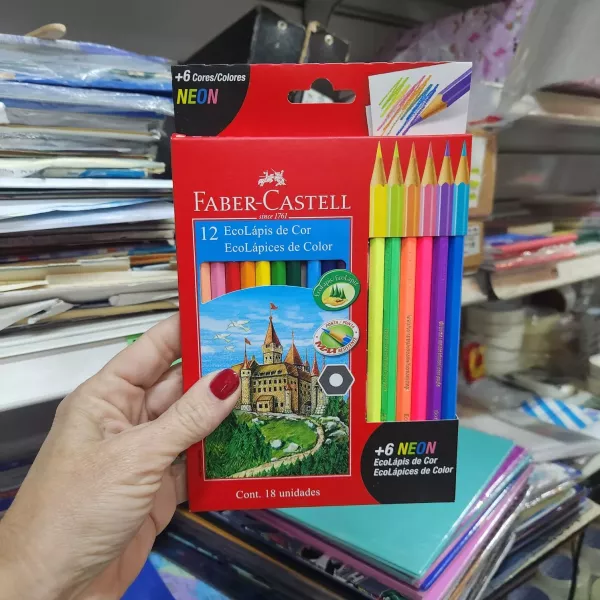 +6 Cores/Colores
NEON
FABER-CASTELL
since 1761
12 EcoLápis de Cor
EcoLápices de Color
+6 NEON
EcoLápis de Cor
EcoLápices de Color
Cont. 18 unidades